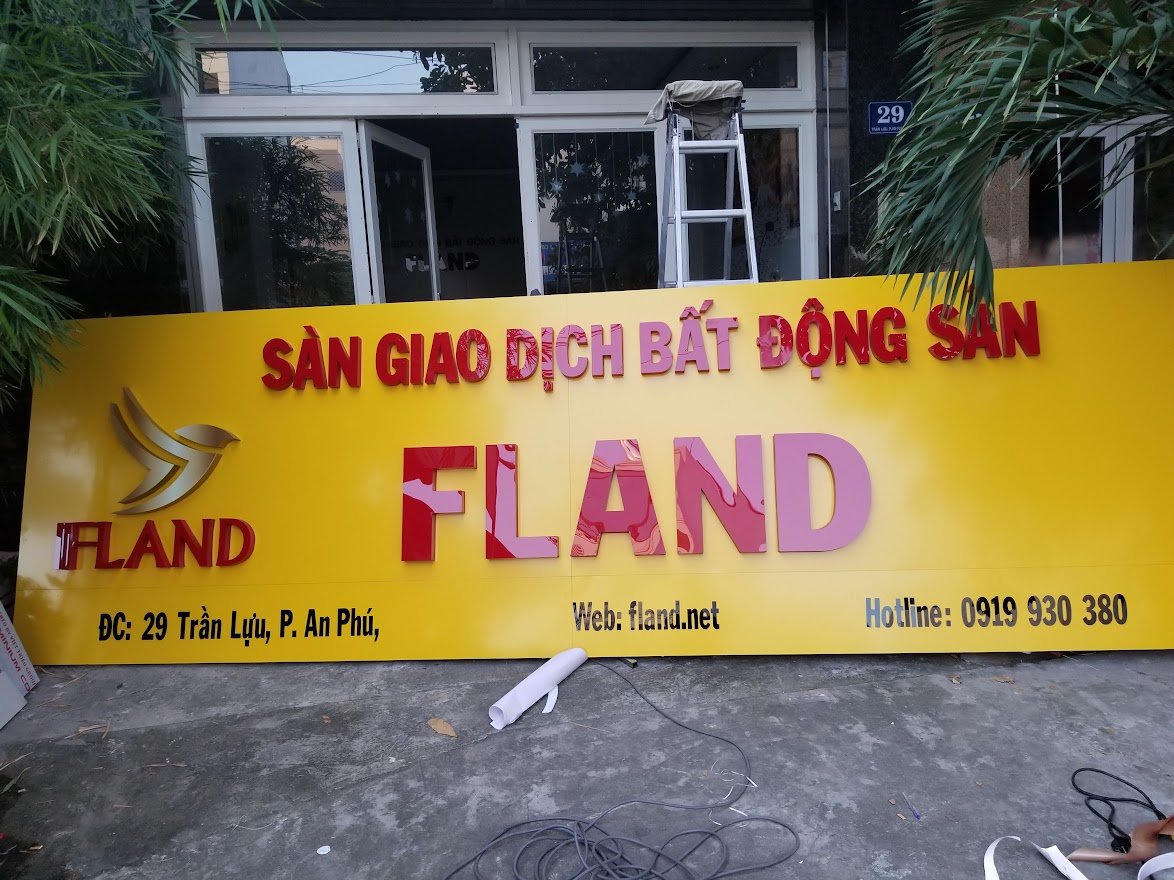 29
SÀN GIAO DỊCH BẤT ĐỘNG SẢN
FLAND
FLAND
FLAND
ĐC: 29 Trần Lựu, P. An Phú,
Web: fland.net
Hotline: 0919 930 380